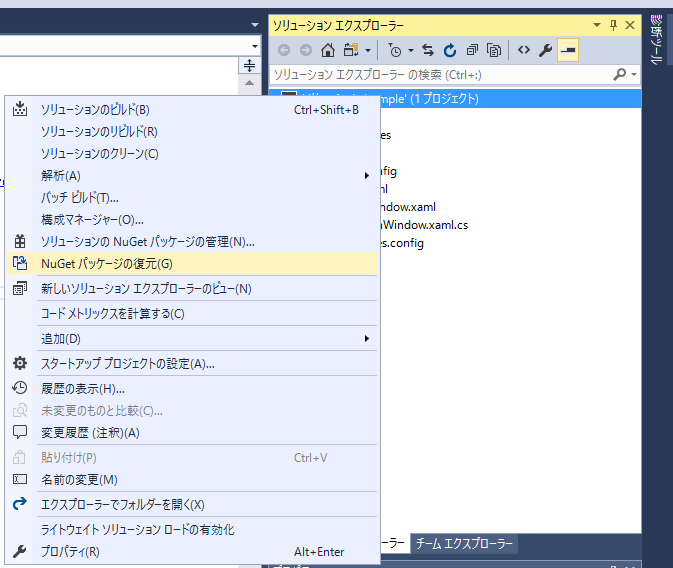 ソリューション エクスプローラー
診断ツール
ソリューション エクスプローラー の検索 (Ctrl+:)
(1 プロジェクト)
ソリューションのビルド(B) Ctrl+Shift+B
ソリューションのリビルド(R)
ソリューションのクリーン(C)
解析(A)
バッチ ビルド(T)...
構成マネージャー(O)...
ソリューションの NuGet パッケージの管理(N)...
NuGet パッケージの復元(G)
新しいソリューション エクスプローラーのビュー(N)
コード メトリックスを計算する(C)
追加(D)
スタートアップ プロジェクトの設定(A)...
履歴の表示(H)...
未変更のものと比較(C)...
変更履歴 (注釈)(A)
貼り付け(P) Ctrl+V
名前の変更(M)
エクスプローラーでフォルダーを開く(X)
ライトウェイト ソリューション ロードの有効化
プロパティ(R) Alt+Enter
es
fig
ml
ndow.xaml
nWindow.xaml.cs
es.config
ーラー チーム エクスプローラー